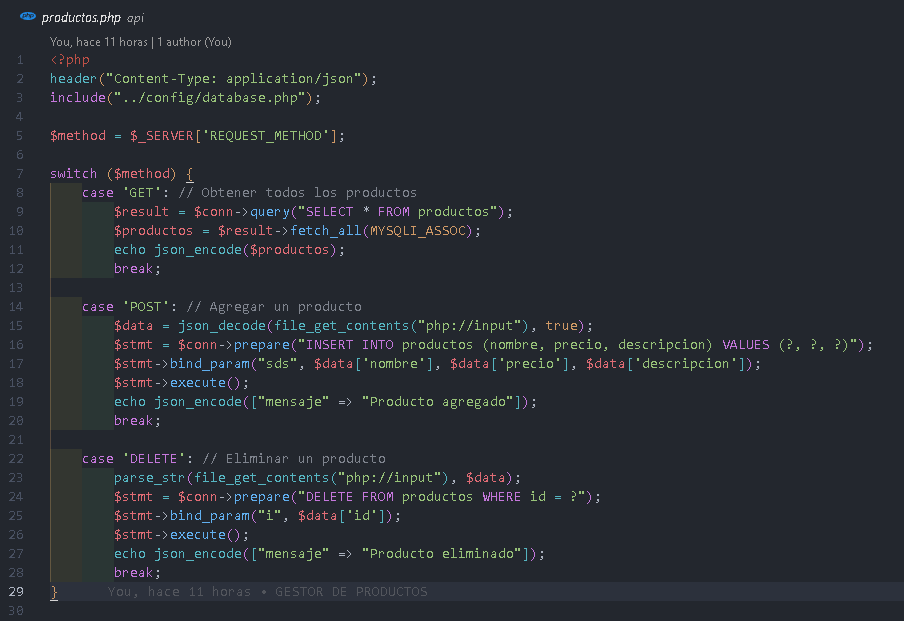 php productos.php api
You, hace 11 horas | 1 author (You)
1 <?php
2 header("Content-Type: application/json");
3 include("../config/database.php");
4
5 $method = $_SERVER['REQUEST_METHOD'];
6
7 switch ($method) {
8     case 'GET': // Obtener todos los productos
9         $result = $conn->query("SELECT * FROM productos");
10         $productos = $result->fetch_all(MYSQLI_ASSOC);
11         echo json_encode($productos);
12         break;
13
14     case 'POST': // Agregar un producto
15         $data = json_decode(file_get_contents("php://input"), true);
16         $stmt = $conn->prepare("INSERT INTO productos (nombre, precio, descripcion) VALUES (?, ?, ?)");
17         $stmt->bind_param("sds", $data['nombre'], $data['precio'], $data['descripcion']);
18         $stmt->execute();
19         echo json_encode(["mensaje" => "Producto agregado"]);
20         break;
21
22     case 'DELETE': // Eliminar un producto
23         parse_str(file_get_contents("php://input"), $data);
24         $stmt = $conn->prepare("DELETE FROM productos WHERE id = ?");
25         $stmt->bind_param("i", $data['id']);
26         $stmt->execute();
27         echo json_encode(["mensaje" => "Producto eliminado"]);
28         break;
29 } You, hace 11 horas • GESTOR DE PRODUCTOS
30